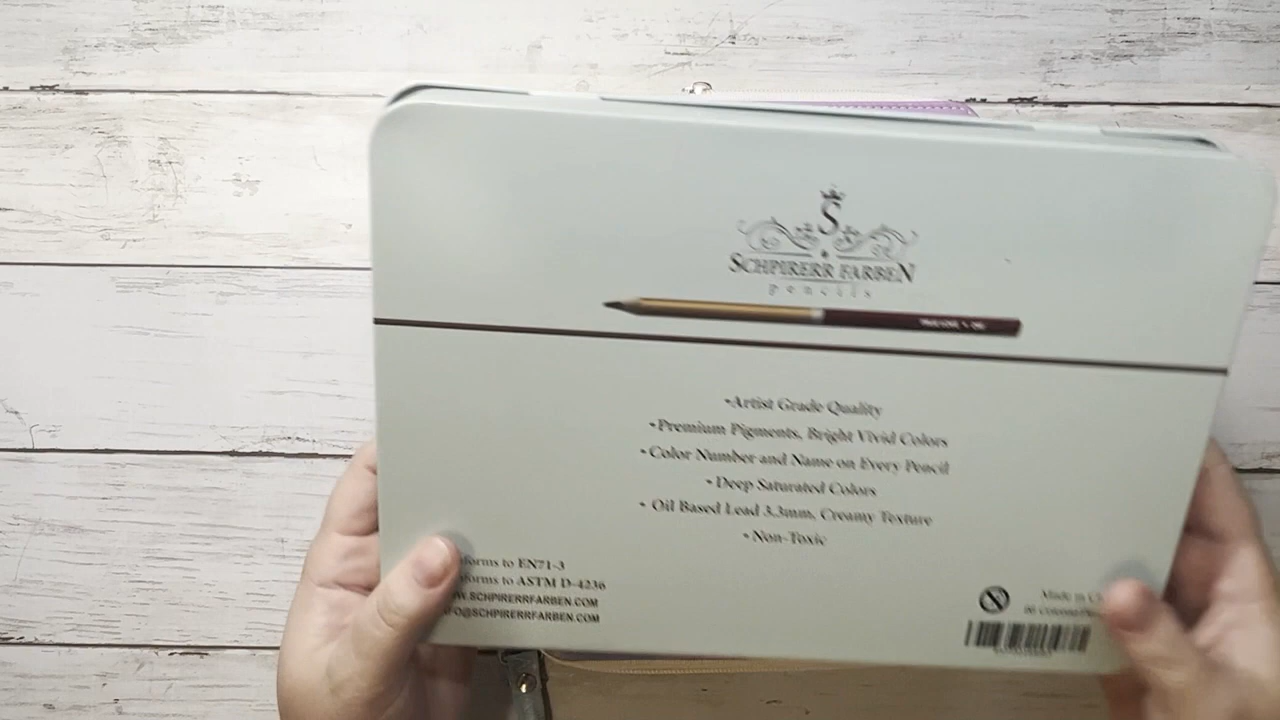 S
SCHPIRERR FARBEN
pencils
•Artist Grade Quality
•Premium Pigments, Bright Vivid Colors
•Color Number and Name on Every Pencil
•Deep Saturated Colors
• Oil Based Lead 3.3mm, Creamy Texture
•Non-Toxic
forms to EN71-3
forms to ASTM D-4236
W.SCHPIRERRFARBEN.COM
FO@SCHPIRERRFARBEN.COM
Made in